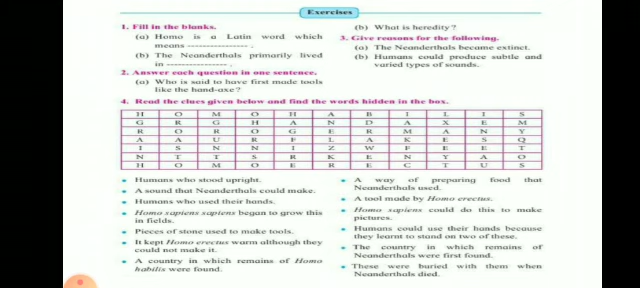 Exercises
1. Fill in the blanks.
(a) Homo is a Latin word which
means ---------------- .
(b) The Neanderthals primarily lived
in ---------------- .
2. Answer each question in one sentence.
(a) Who is said to have first made tools
like the hand-axe?
(b) What is heredity?
3. Give reasons for the following.
(a) The Neanderthals became extinct.
(b) Humans could produce subtle and
varied types of sounds.
4. Read the clues given below and find the words hidden in the box.
H O M O H A B I L I S
G R G H A N D A X E M
R O R O G E R M A N Y
A A U R F L A K E S Q
I S N N I Z W F E E T
N T T S R K E N Y A O
H O M O E R E C T U S
• Humans who stood upright.
• A sound that Neanderthals could make.
• Humans who used their hands.
• Homo sapiens sapiens began to grow this
in fields.
• Pieces of stone used to make tools.
• It kept Homo erectus warm although they
could not make it.
• A country in which remains of Homo
habilis were found.
• A way of preparing food that
Neanderthals used.
• A tool made by Homo erectus.
• Homo sapiens could do this to make
pictures.
• Humans could use their hands because
they learnt to stand on two of these.
• The country in which remains of
Neanderthals were first found.
• These were buried with them when
Neanderthals died.